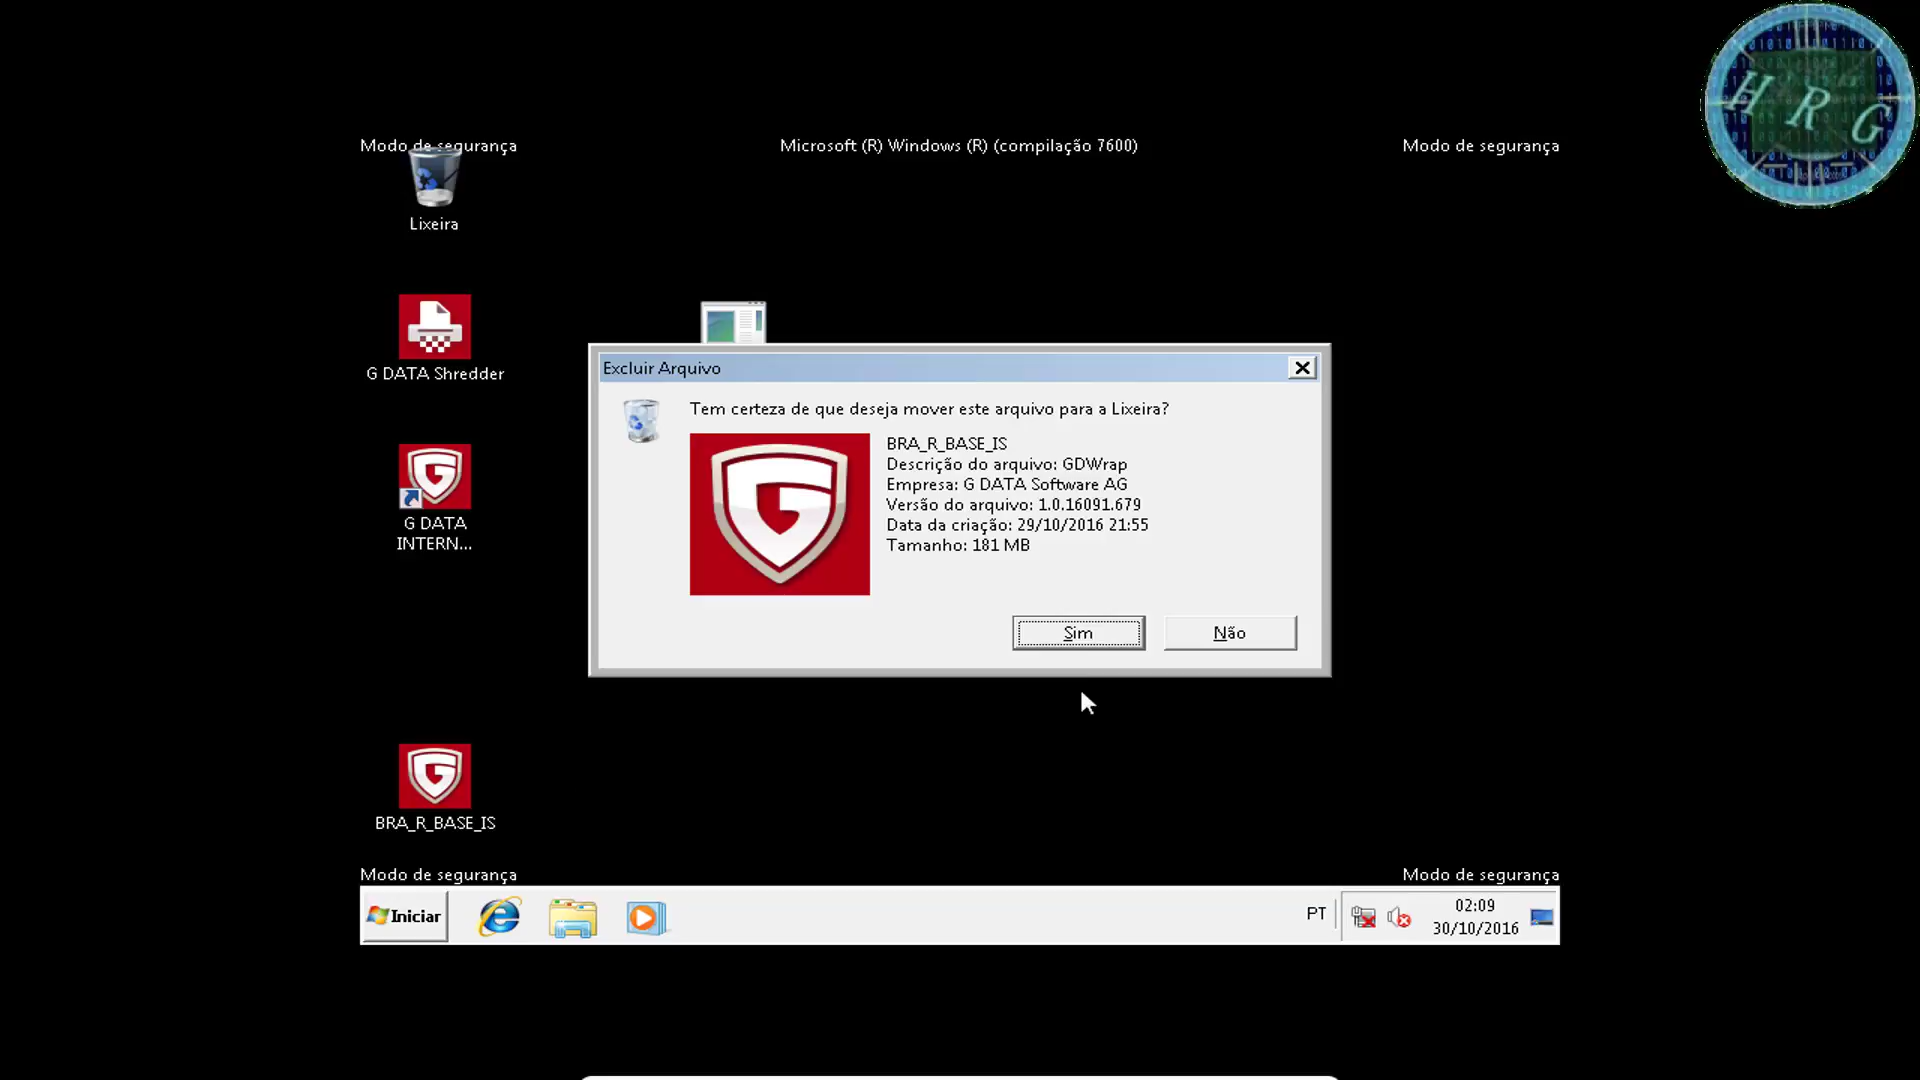 Modo de segurança
Microsoft (R) Windows (R) (compilação 7600)
Modo de segurança
H R G
Lixeira
G DATA Shredder
G DATA
INTERN...
BRA_R_BASE_IS
Excluir Arquivo
Tem certeza de que deseja mover este arquivo para a Lixeira?
BRA_R_BASE_IS
Descrição do arquivo: GDWrap
Empresa: G DATA Software AG
Versão do arquivo: 1.0.16091.679
Data da criação: 29/10/2016 21:55
Tamanho: 181 MB
Sim
Não
Modo de segurança
Modo de segurança
Iniciar
PT
02:09
30/10/2016